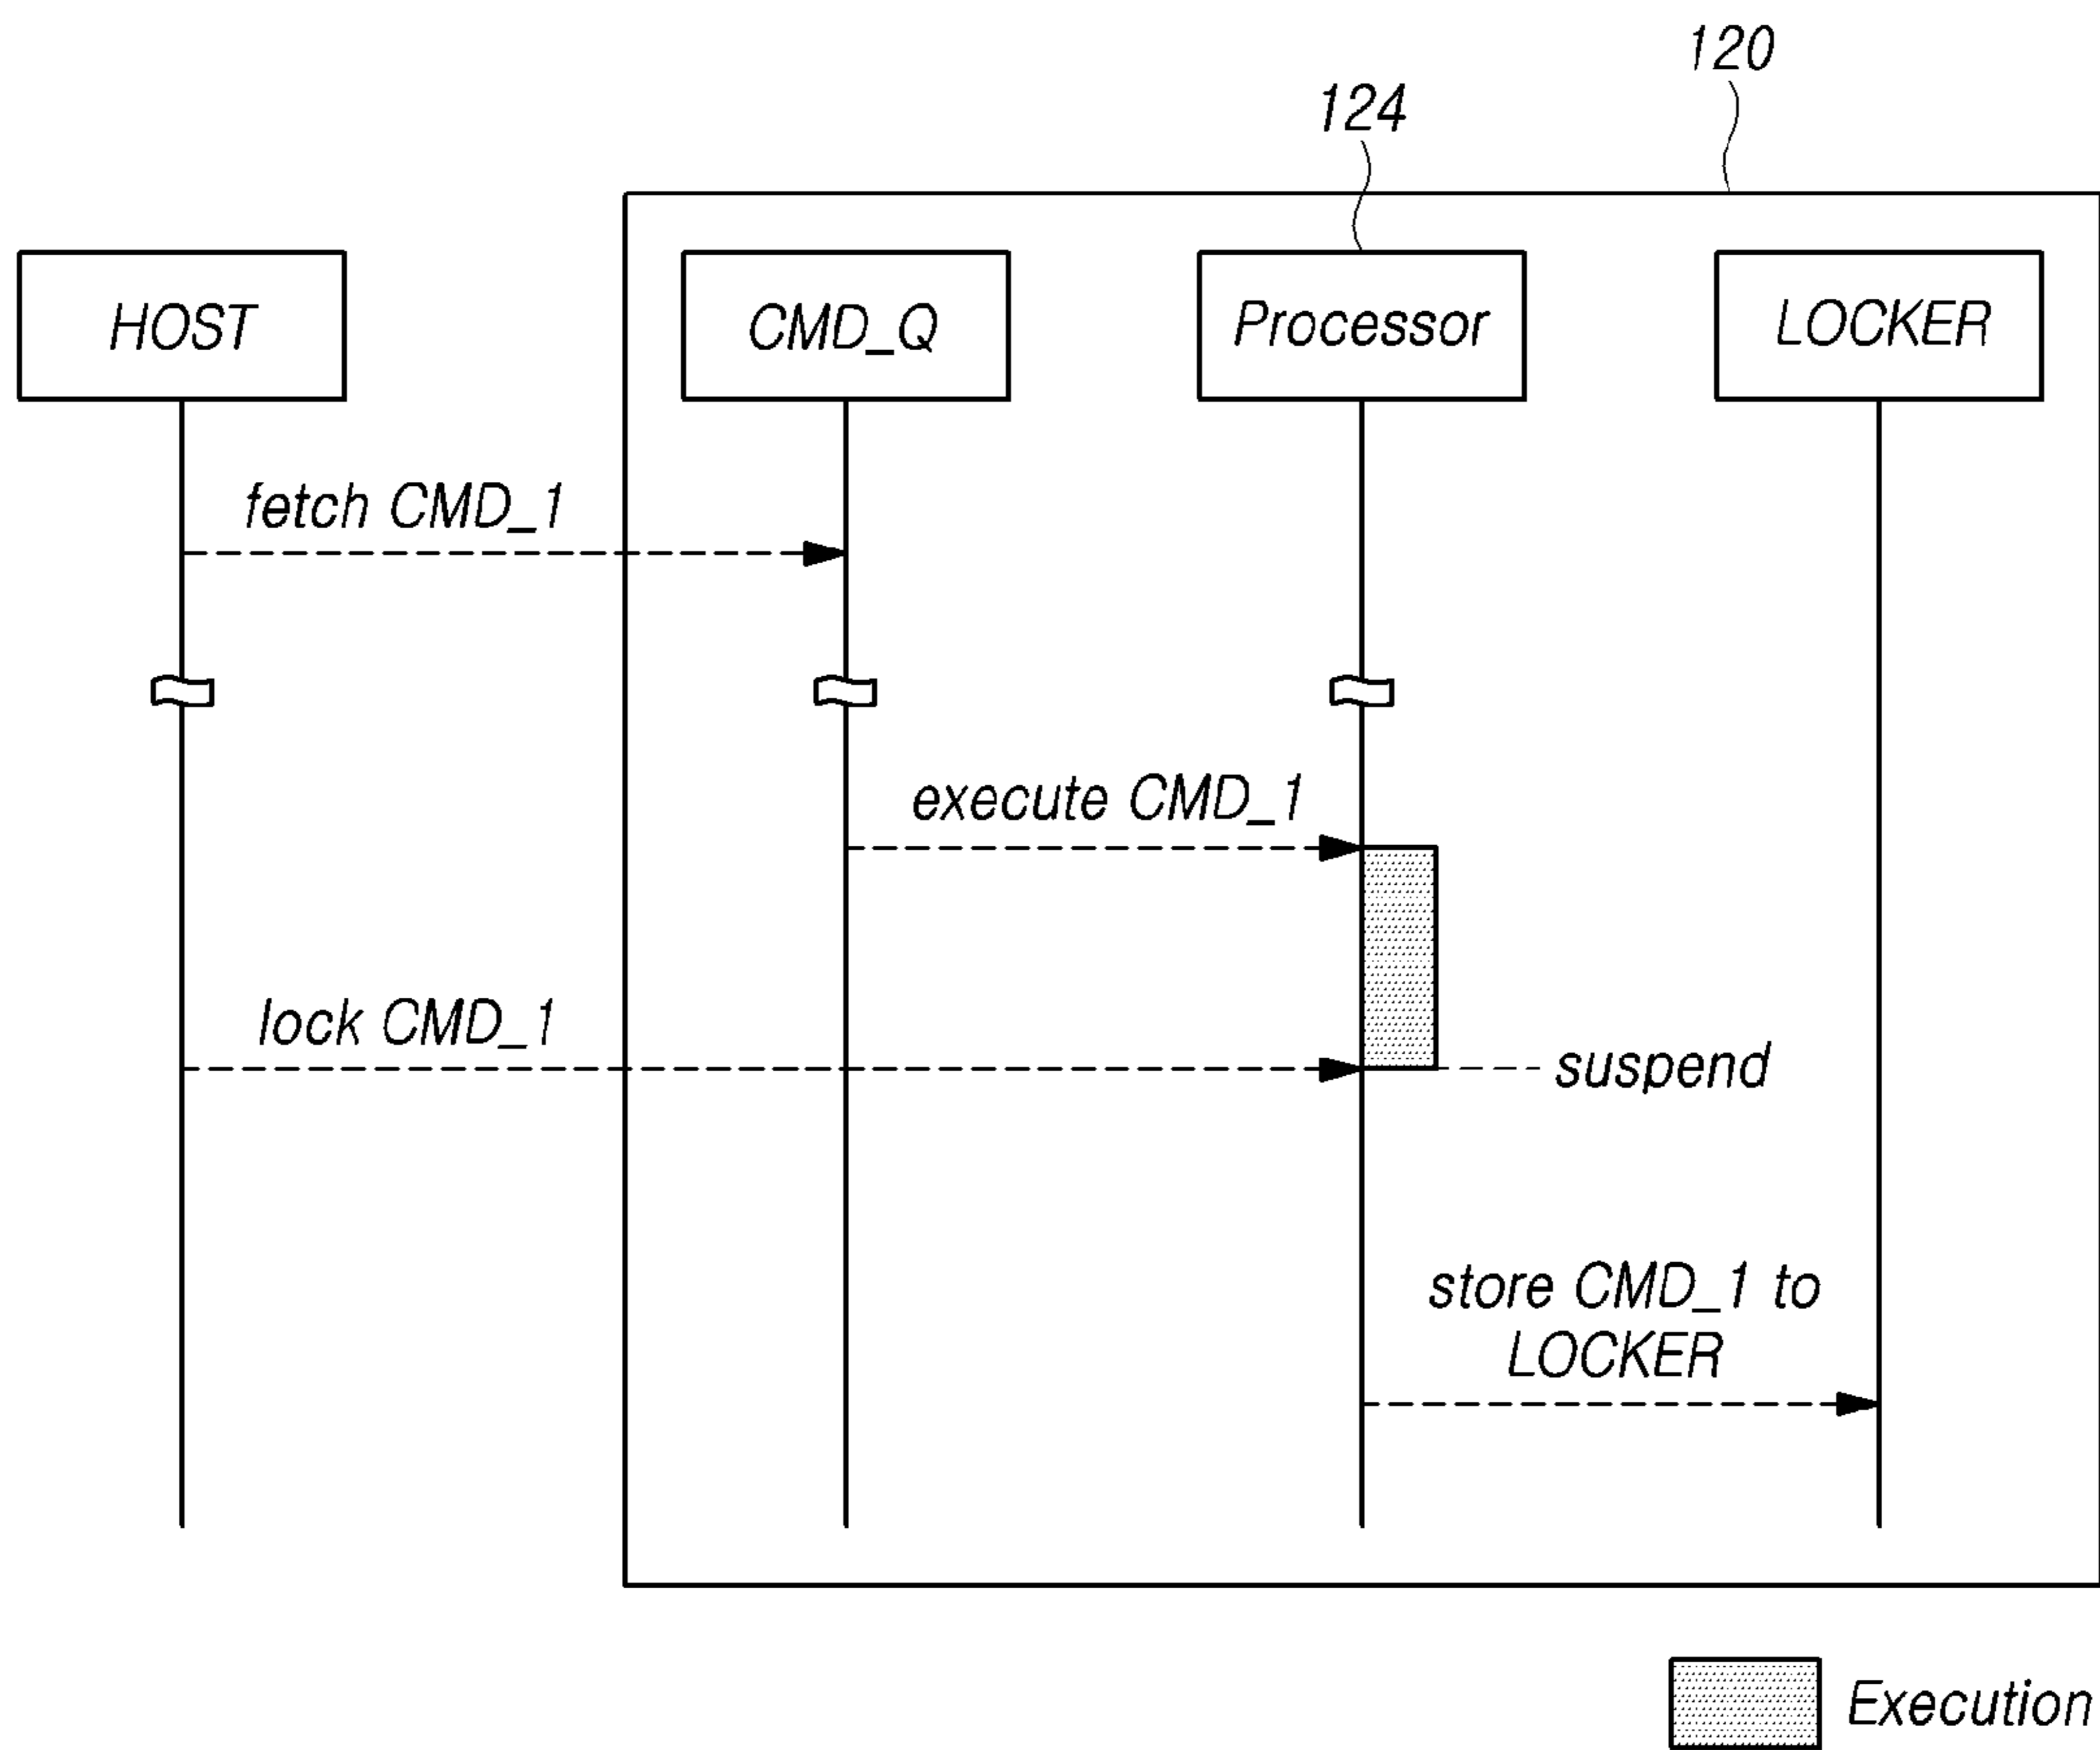 120
124
HOST
CMD_Q
Processor
LOCKER
fetch CMD_1
execute CMD_1
lock CMD_1
suspend
store CMD_1 to
LOCKER
Execution